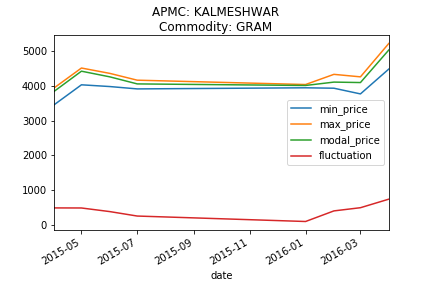 APMC: KALMESHWAR
Commodity: GRAM
5000
4000
3000
2000
1000
0
min_price
max_price
modal_price
fluctuation
2015-05
2015-07
2015-09
2015-11
2016-01
2016-03
date